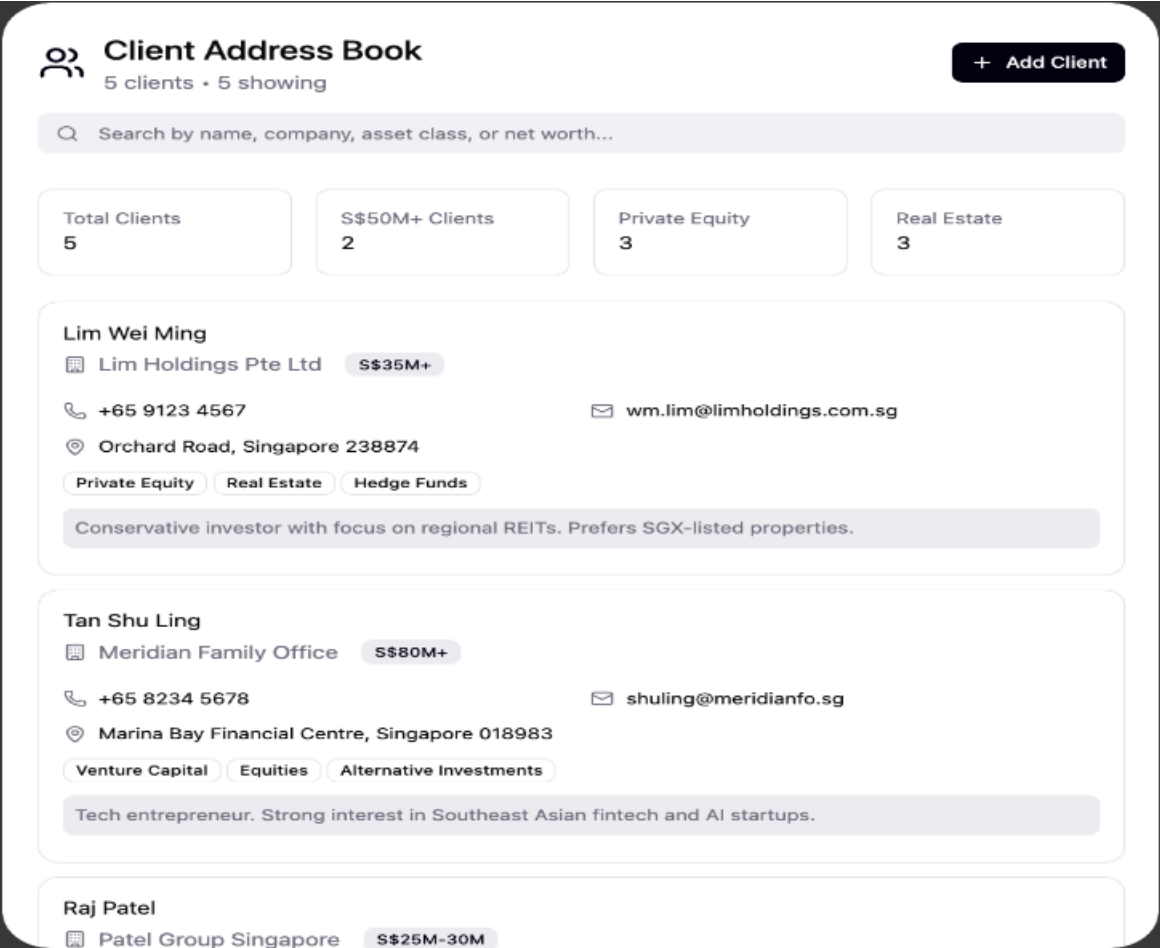 Client Address Book
5 clients • 5 showing
+ Add Client
Search by name, company, asset class, or net worth...
Total Clients
5
S$50M+ Clients
2
Private Equity
3
Real Estate
3
Lim Wei Ming
Lim Holdings Pte Ltd S$35M+
+65 9123 4567 wm.lim@limholdings.com.sg
Orchard Road, Singapore 238874
Private Equity Real Estate Hedge Funds
Conservative investor with focus on regional REITs. Prefers SGX-listed properties.
Tan Shu Ling
Meridian Family Office S$80M+
+65 8234 5678 shuling@meridianfo.sg
Marina Bay Financial Centre, Singapore 018983
Venture Capital Equities Alternative Investments
Tech entrepreneur. Strong interest in Southeast Asian fintech and AI startups.
Raj Patel
Patel Group Singapore S$25M-30M